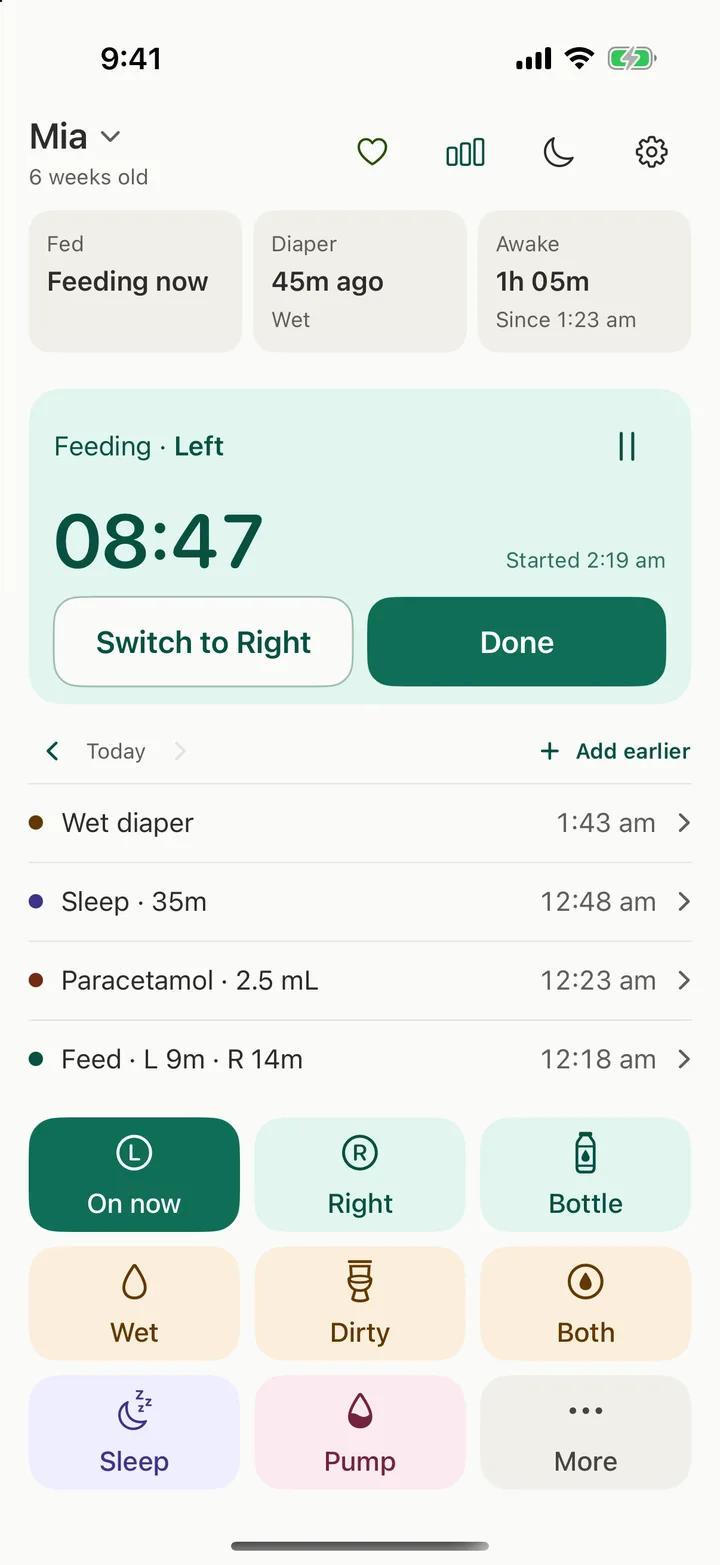 9:41
Mia
6 weeks old
Fed
Feeding now
Diaper
45m ago
Wet
Awake
1h 05m
Since 1:23 am
Feeding · Left
08:47
Started 2:19 am
Switch to Right
Done
Today
+ Add earlier
Wet diaper 1:43 am
Sleep · 35m 12:48 am
Paracetamol · 2.5 mL 12:23 am
Feed · L 9m · R 14m 12:18 am
L
On now
R
Right
Bottle
Wet
Dirty
Both
zzzz
Sleep
Pump
More